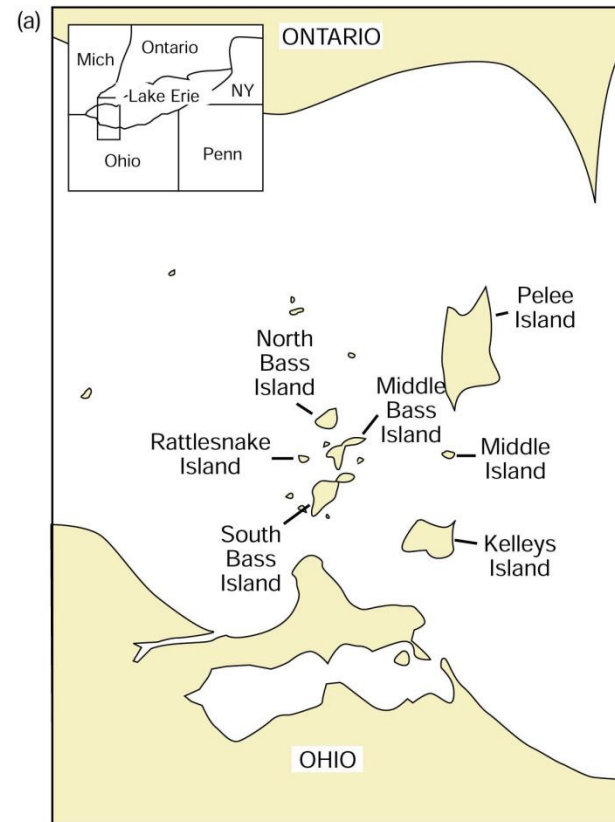 (a)
ONTARIO
Mich
Ontario
Lake Erie
NY
Ohio
Penn
Pelee
Island
North
Bass
Island
Middle
Bass
Island
Rattlesnake
Island
Middle
Island
South
Bass
Island
Kelleys
Island
OHIO